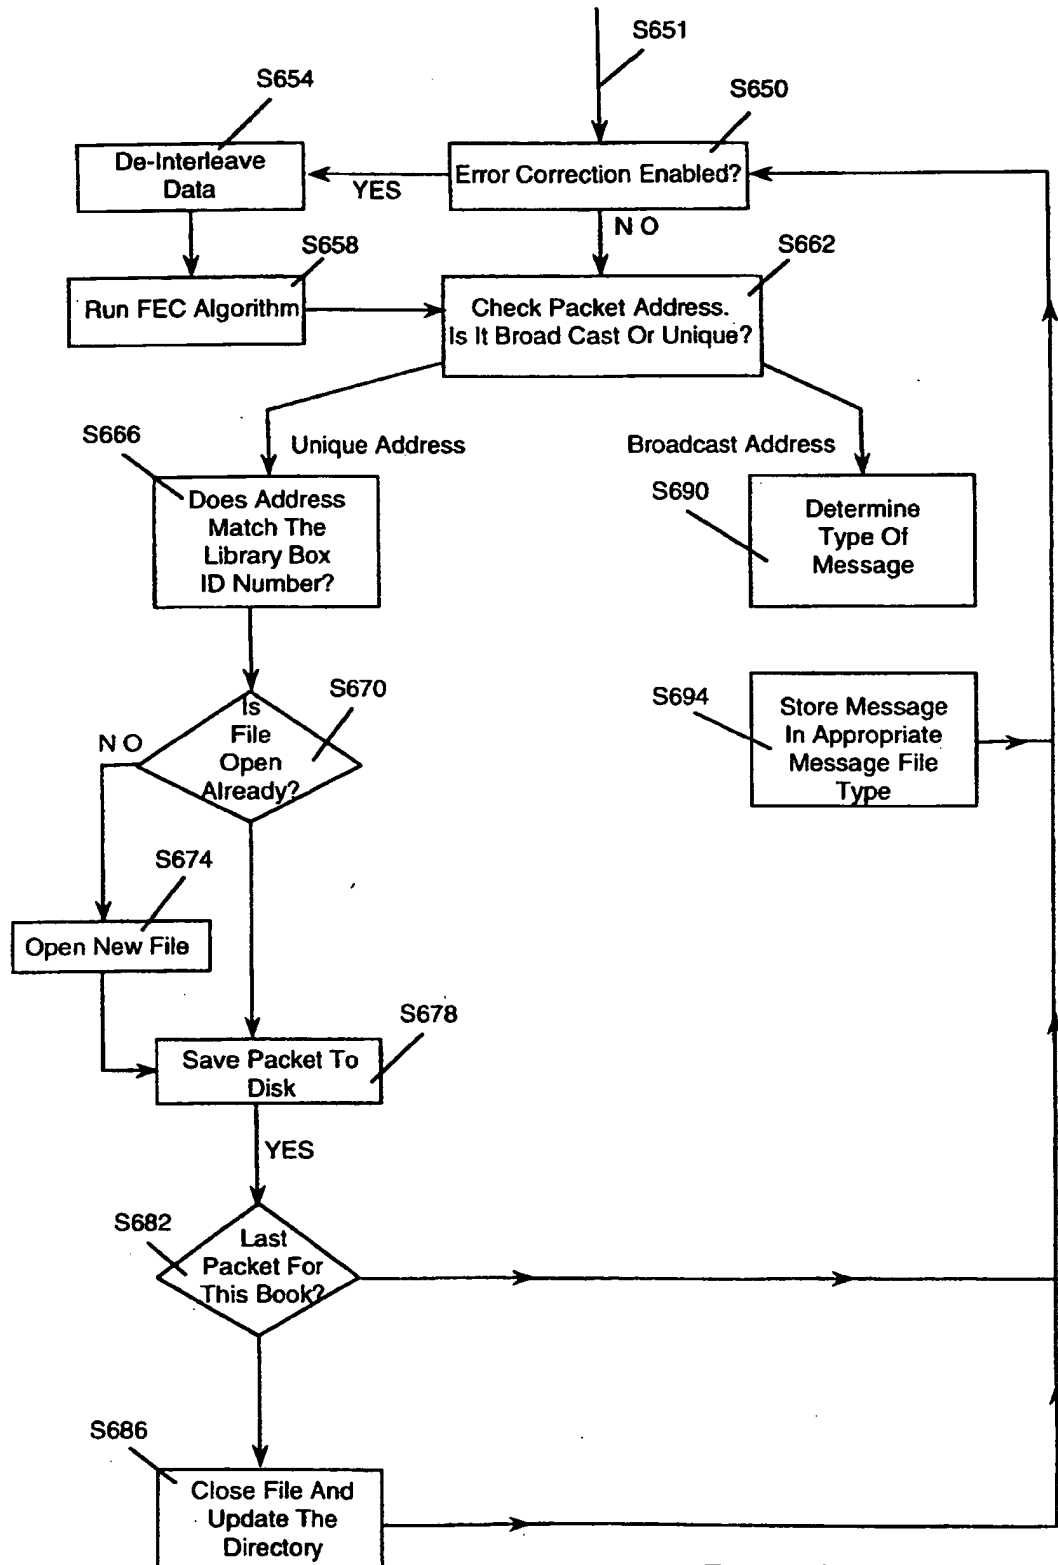 S651
S654
S650
De-Interleave
Data
YES
Error Correction Enabled?
N O
S658
S662
Run FEC Algorithm
Check Packet Address.
Is It Broad Cast Or Unique?
S666
Unique Address
Broadcast Address
Does Address
Match The
Library Box
ID Number?
S690
Determine
Type Of
Message
S670
Is
File
Open
Already?
N O
S694
Store Message
In Appropriate
Message File
Type
S674
Open New File
S678
Save Packet To
Disk
YES
S682
Last
Packet For
This Book?
S686
Close File And
Update The
Directory